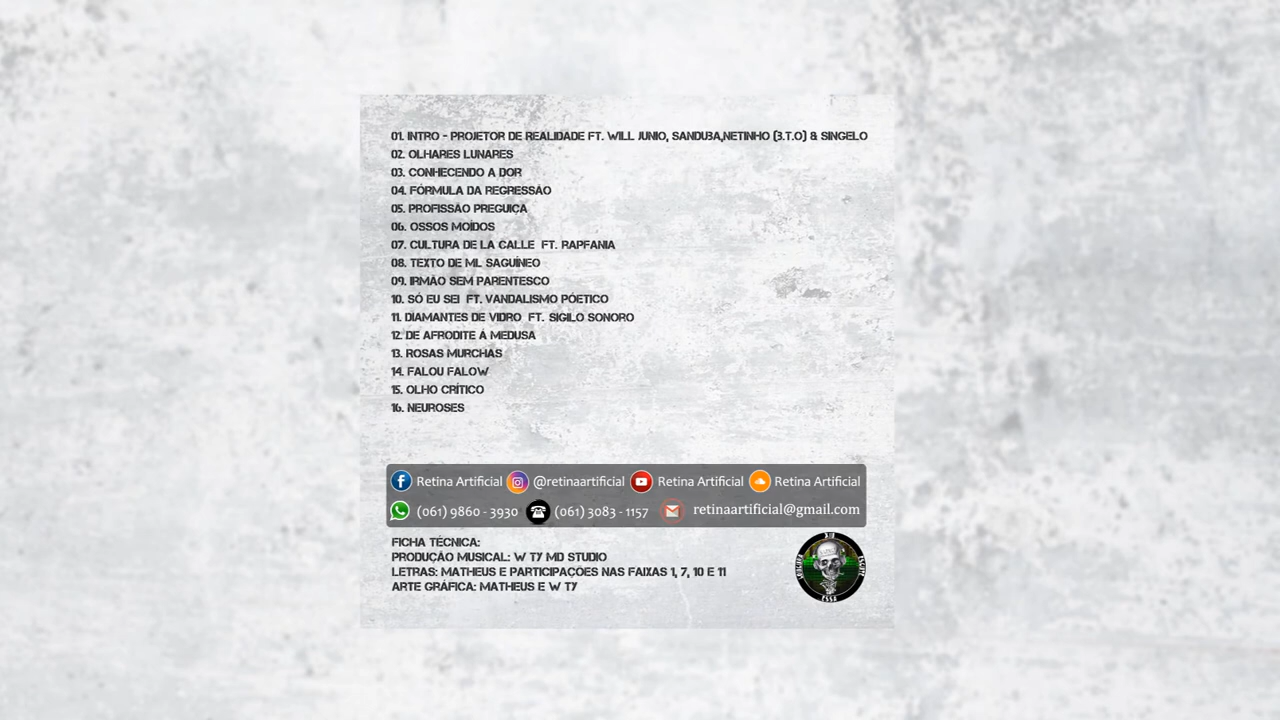 01. INTRO - PROJETOR DE REALIDADE FT. WILL JUNIO, SANDUBA,NETINHO (3.T.O) & SINGELO
02. OLHARES LUNARES
03. CONHECENDO A DOR
04. FÓRMULA DA REGRESSÃO
05. PROFISSÃO PREGUIÇA
06. OSSOS MOÍDOS
07. CULTURA DE LA CALLE FT. RAPFANIA
08. TEXTO DE ML SAGUÍNEO
09. IRMÃO SEM PARENTESCO
10. SÓ EU SEI FT. VANDALISMO PÓETICO
11. DIAMANTES DE VIDRO FT. SIGILO SONORO
12. DE AFRODITE Á MEDUSA
13. ROSAS MURCHAS
14. FALOU FALOW
15. OLHO CRÍTICO
16. NEUROSES
Retina Artificial @retinaartificial Retina Artificial Retina Artificial
(061) 9860 - 3930 (061) 3083 - 1157 retinaartificial@gmail.com
FICHA TÉCNICA:
PRODUÇÃO MUSICAL: W TY MD STUDIO
LETRAS: MATHEUS E PARTICIPAÇÕES NAS FAIXAS 1, 7, 10 E 11
ARTE GRÁFICA: MATHEUS E W TY